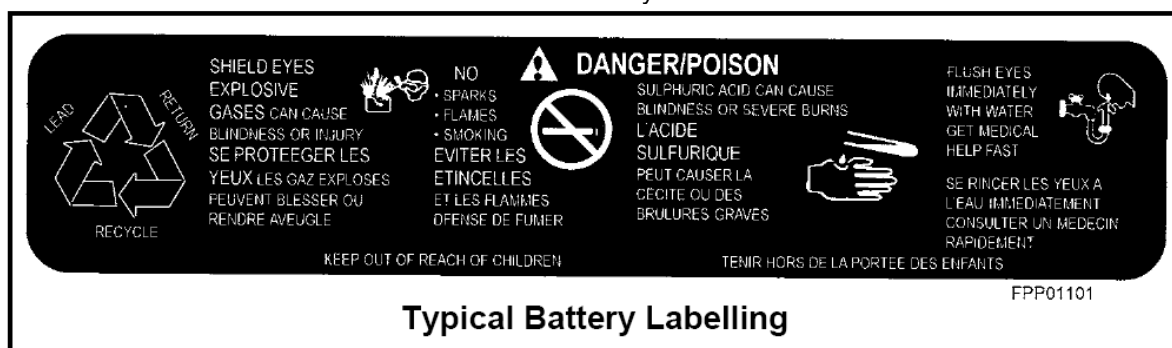 DANGER/POISON
LEAD
RETURN
RECYCLE
SHIELD EYES
EXPLOSIVE
GASES CAN CAUSE
BLINDNESS OR INJURY
SE PROTEEGER LES
YEUX LES GAZ EXPLOSES
PEUVENT BLESSER OU
RENDRE AVEUGLE
NO
• SPARKS
• FLAMES
• SMOKING
EVITER LES
ETINCELLES
ET LES FLAMMES
DFENSE DE FUMER
SULPHURIC ACID CAN CAUSE
BLINDNESS OR SEVERE BURNS
L'ACIDE
SULFURIQUE
PEUT CAUSER LA
CÉCITE OU DES
BRULURES GRAVES
FLUSH EYES
IMMEDIATELY
WITH WATER
GET MEDICAL
HELP FAST
SE RINCER LES YEUX A
L'EAU IMMEDIATEMENT
CONSULTER UN MEDECIN
RAPIDEMENT
KEEP OUT OF REACH OF CHILDREN
TENIR HORS DE LA PORTEE DES ENFANTS
FPP01101
Typical Battery Labelling